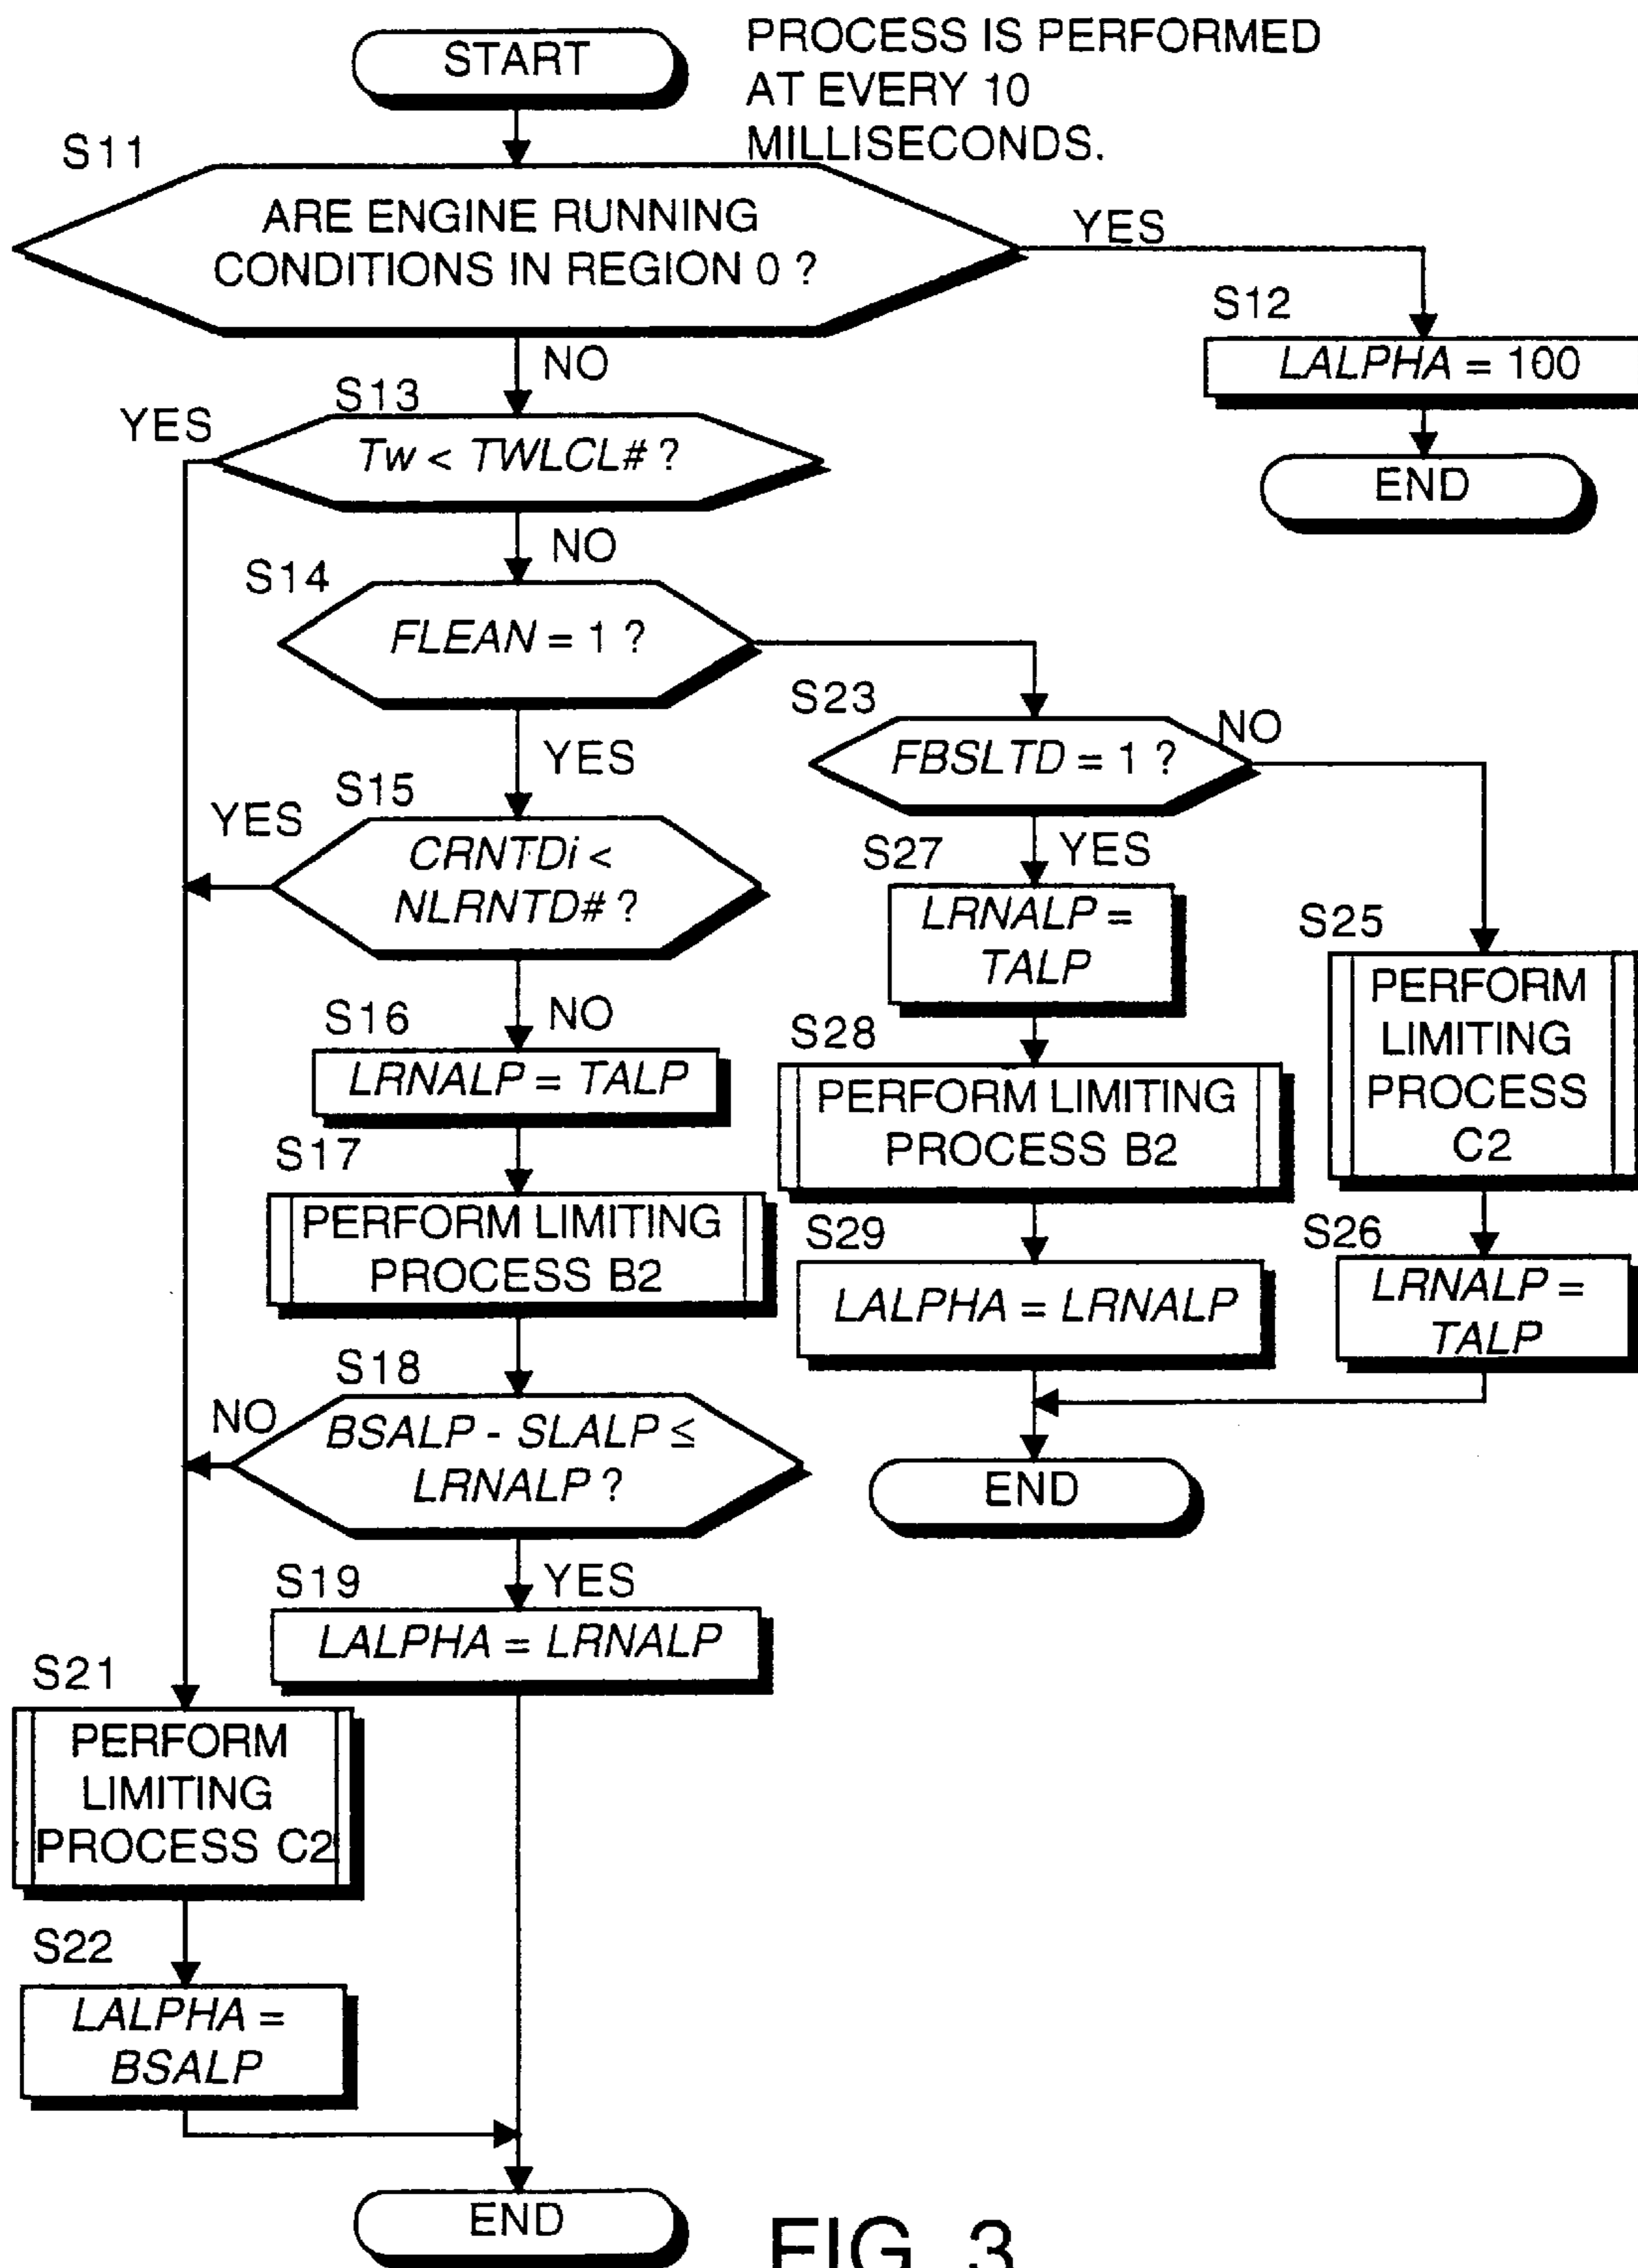 START
PROCESS IS PERFORMED
AT EVERY 10
MILLISECONDS.
S11
ARE ENGINE RUNNING
CONDITIONS IN REGION 0 ?
YES
S12
LALPHA = 100
END
NO
S13
YES
Tw < TWLCL# ?
NO
S14
FLEAN = 1 ?
S23
FBSLTD = 1 ?
NO
YES
S15
YES
CRNTDi <
NLRNTD# ?
S27
YES
LRNALP =
TALP
S25
PERFORM
LIMITING
PROCESS
C2
NO
S16
LRNALP = TALP
S28
PERFORM LIMITING
PROCESS B2
S17
PERFORM LIMITING
PROCESS B2
S29
LALPHA = LRNALP
S26
LRNALP =
TALP
S18
NO
BSALP - SLALP ≤
LRNALP ?
END
YES
S19
LALPHA = LRNALP
S21
PERFORM
LIMITING
PROCESS C2
S22
LALPHA =
BSALP
END
FIG. 3